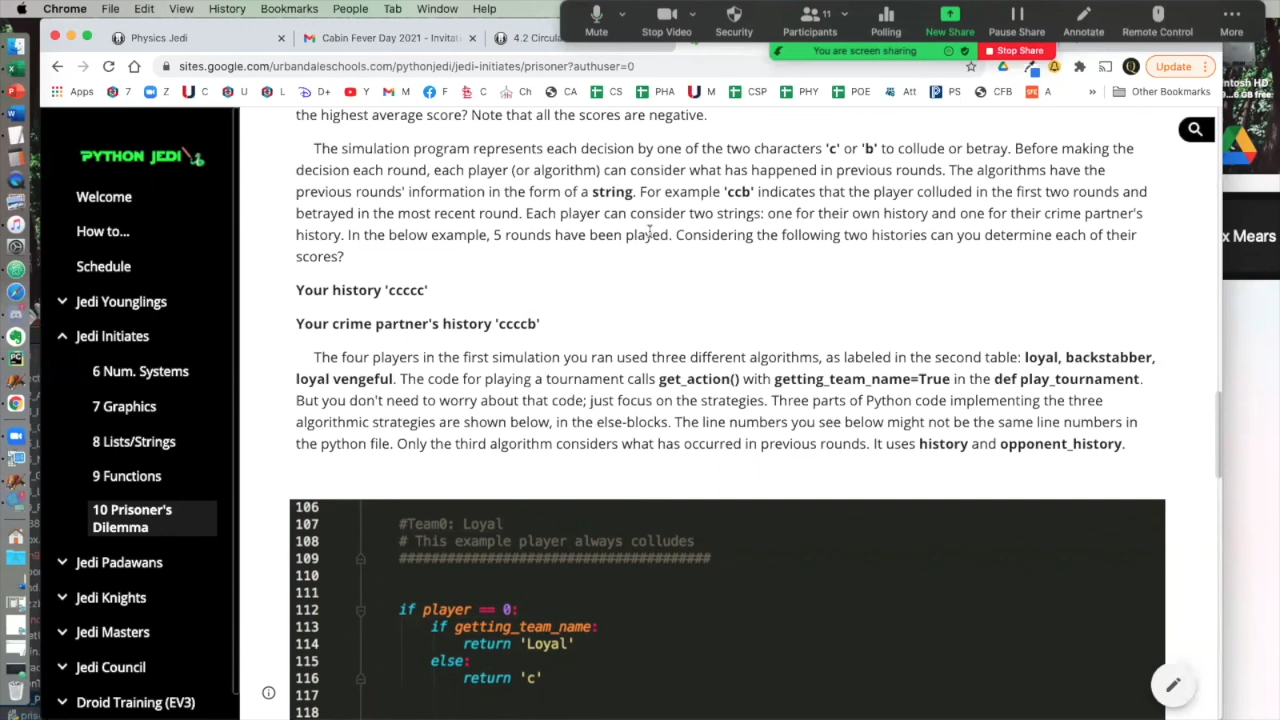 Chrome File Edit View History Bookmarks People Tab Window Help
Mute Stop Video Security Participants 11 Polling New Share Pause Share Annotate Remote Control More
Physics Jedi
Cabin Fever Day 2021 - Invitat
4.2 Circula
You are screen sharing
Stop Share
sites.google.com/uplandaleschools.com/pythonjedi/jedi-initiates/prisoner?authuser=0
Update
Apps 7 Z C U L D+ Y M F C CA CS PHA M CSP PHY POE Att PS CFB A » Other Bookmarks
PYTHON JEDI
Welcome
How to...
Schedule
Jedi Younglings
Jedi Initiates
6 Num. Systems
7 Graphics
8 Lists/Strings
9 Functions
10 Prisoner's
Dilemma
Jedi Padawans
Jedi Knights
Jedi Masters
Jedi Council
Droid Training (EV3)
the highest average score? Note that all the scores are negative.
The simulation program represents each decision by one of the two characters 'c' or 'b' to collude or betray. Before making the
decision each round, each player (or algorithm) can consider what has happened in previous rounds. The algorithms have the
previous rounds' information in the form of a string. For example 'ccb' indicates that the player colluded in the first two rounds and
betrayed in the most recent round. Each player can consider two strings: one for their own history and one for their crime partner's
history. In the below example, 5 rounds have been played. Considering the following two histories can you determine each of their
scores?
Your history 'ccccc'
Your crime partner's history 'ccccb'
The four players in the first simulation you ran used three different algorithms, as labeled in the second table: loyal, backstabber,
loyal vengeful. The code for playing a tournament calls get_action() with getting_team_name=True in the def play_tournament.
But you don't need to worry about that code; just focus on the strategies. Three parts of Python code implementing the three
algorithmic strategies are shown below, in the else-blocks. The line numbers you see below might not be the same line numbers in
the python file. Only the third algorithm considers what has occurred in previous rounds. It uses history and opponent_history.
106
107 #Team0: Loyal
108 # This example player always colludes
109 #######################################
110
111
112 if player == 0:
113 if getting_team_name:
114 return 'Loyal'
115 else:
116 return 'c'
117
118
x Mears